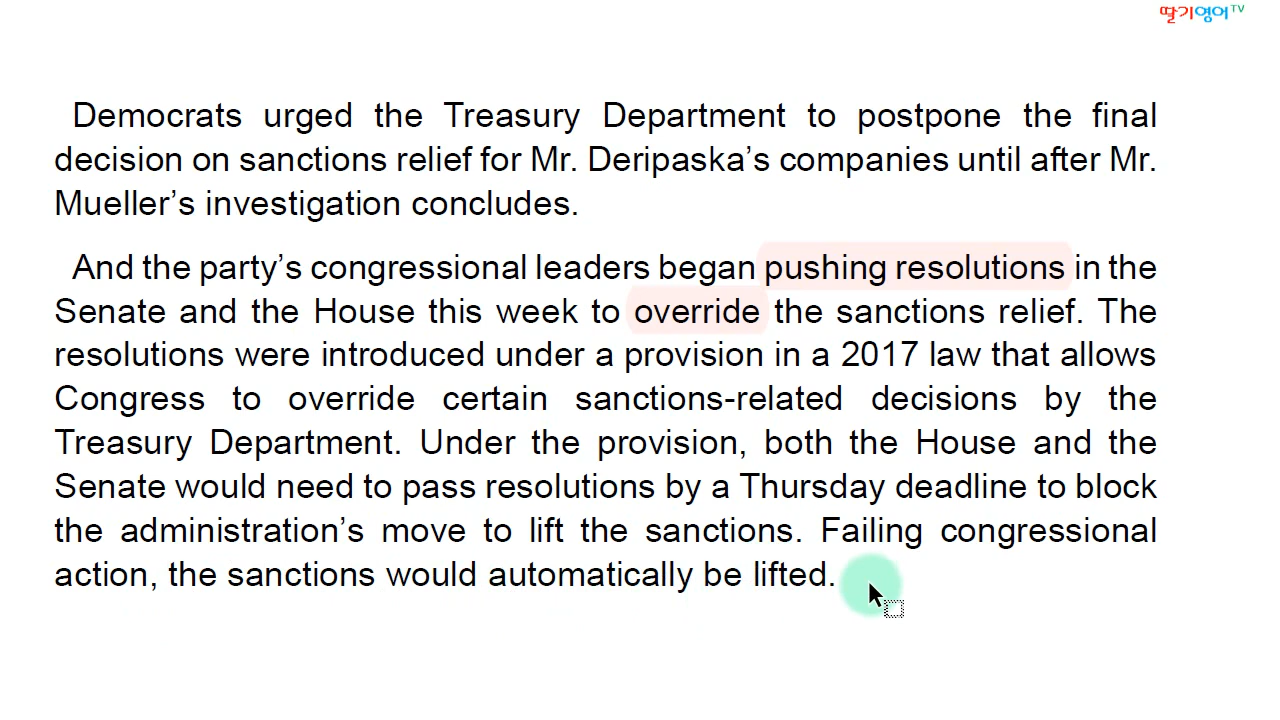 딸기영어TV
Democrats urged the Treasury Department to postpone the final
decision on sanctions relief for Mr. Deripaska’s companies until after Mr.
Mueller’s investigation concludes.
And the party’s congressional leaders began pushing resolutions in the
Senate and the House this week to override the sanctions relief. The
resolutions were introduced under a provision in a 2017 law that allows
Congress to override certain sanctions-related decisions by the
Treasury Department. Under the provision, both the House and the
Senate would need to pass resolutions by a Thursday deadline to block
the administration’s move to lift the sanctions. Failing congressional
action, the sanctions would automatically be lifted.